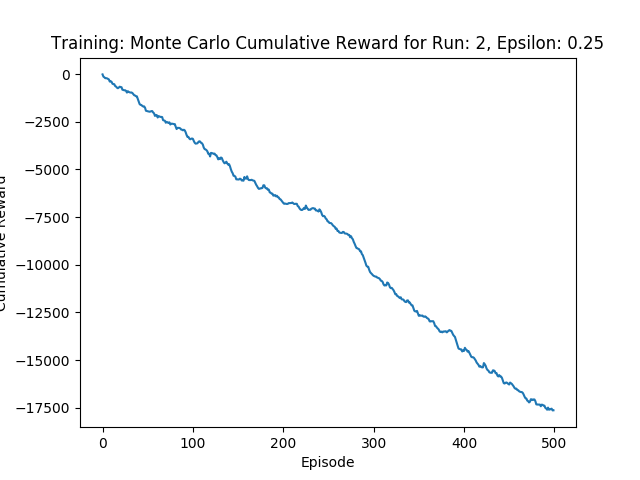 Training: Monte Carlo Cumulative Reward for Run: 2, Epsilon: 0.25
0
−2500
−5000
−7500
−10000
−12500
−15000
−17500
Cumulative Reward
0 100 200 300 400 500
Episode